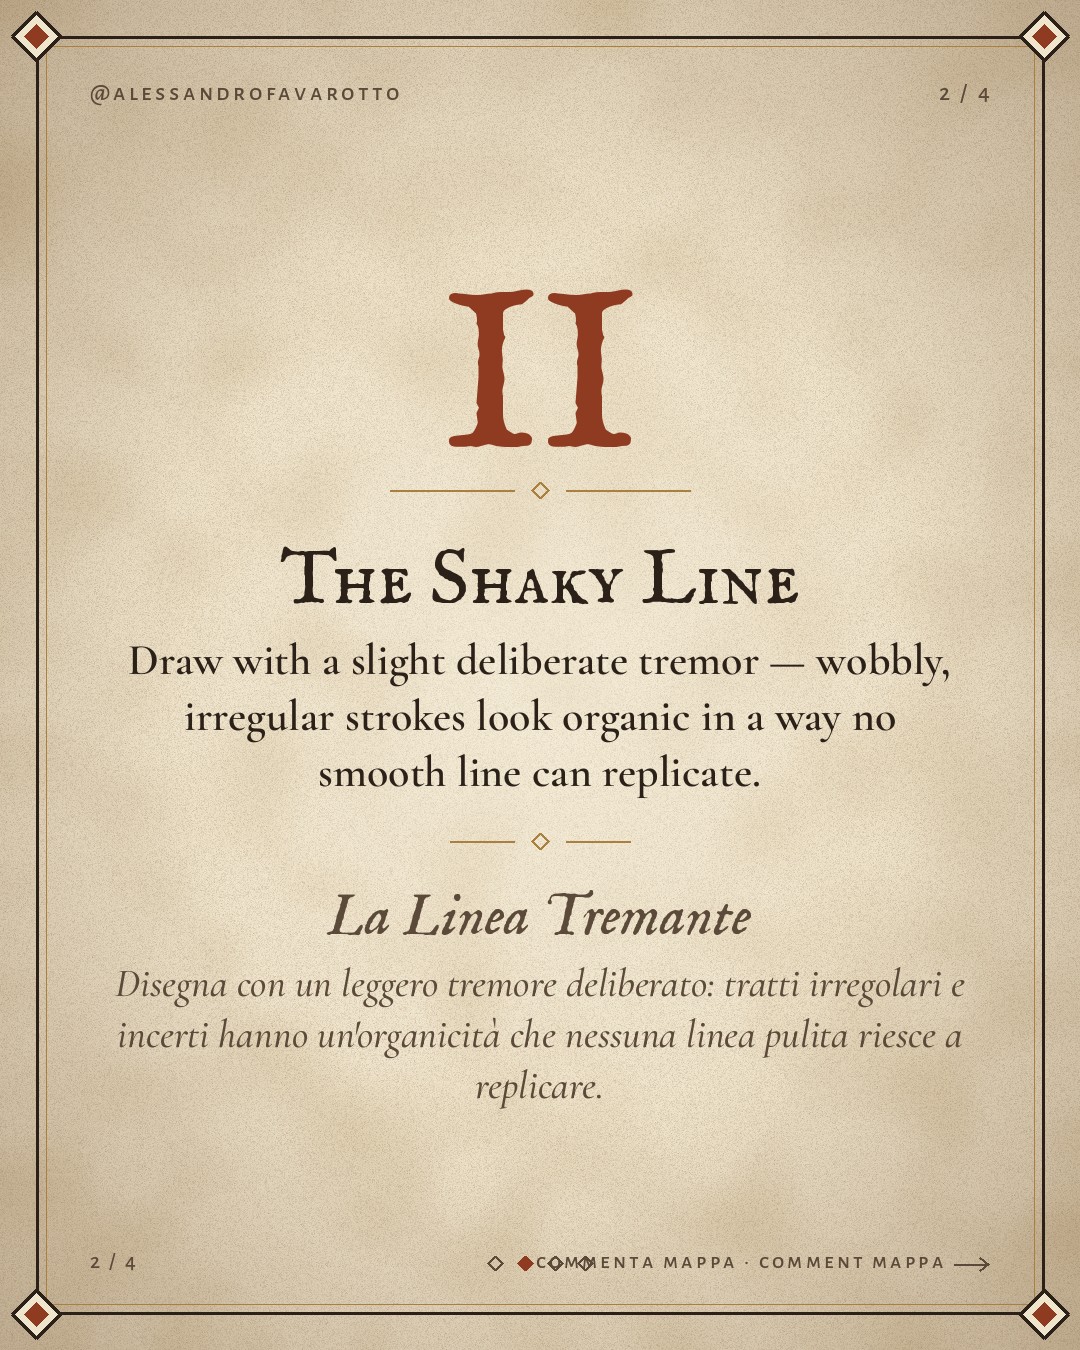 @ALESSANDROFAVAROTTO
2 / 4
II
The Shaky Line
Draw with a slight deliberate tremor — wobbly,
irregular strokes look organic in a way no
smooth line can replicate.
La Linea Tremante
Disegna con un leggero tremore deliberato: tratti irregolari e
incerti hanno un'organicità che nessuna linea pulita riesce a
replicare.
2 / 4
COMMENTA MAPPA · COMMENT MAPPA